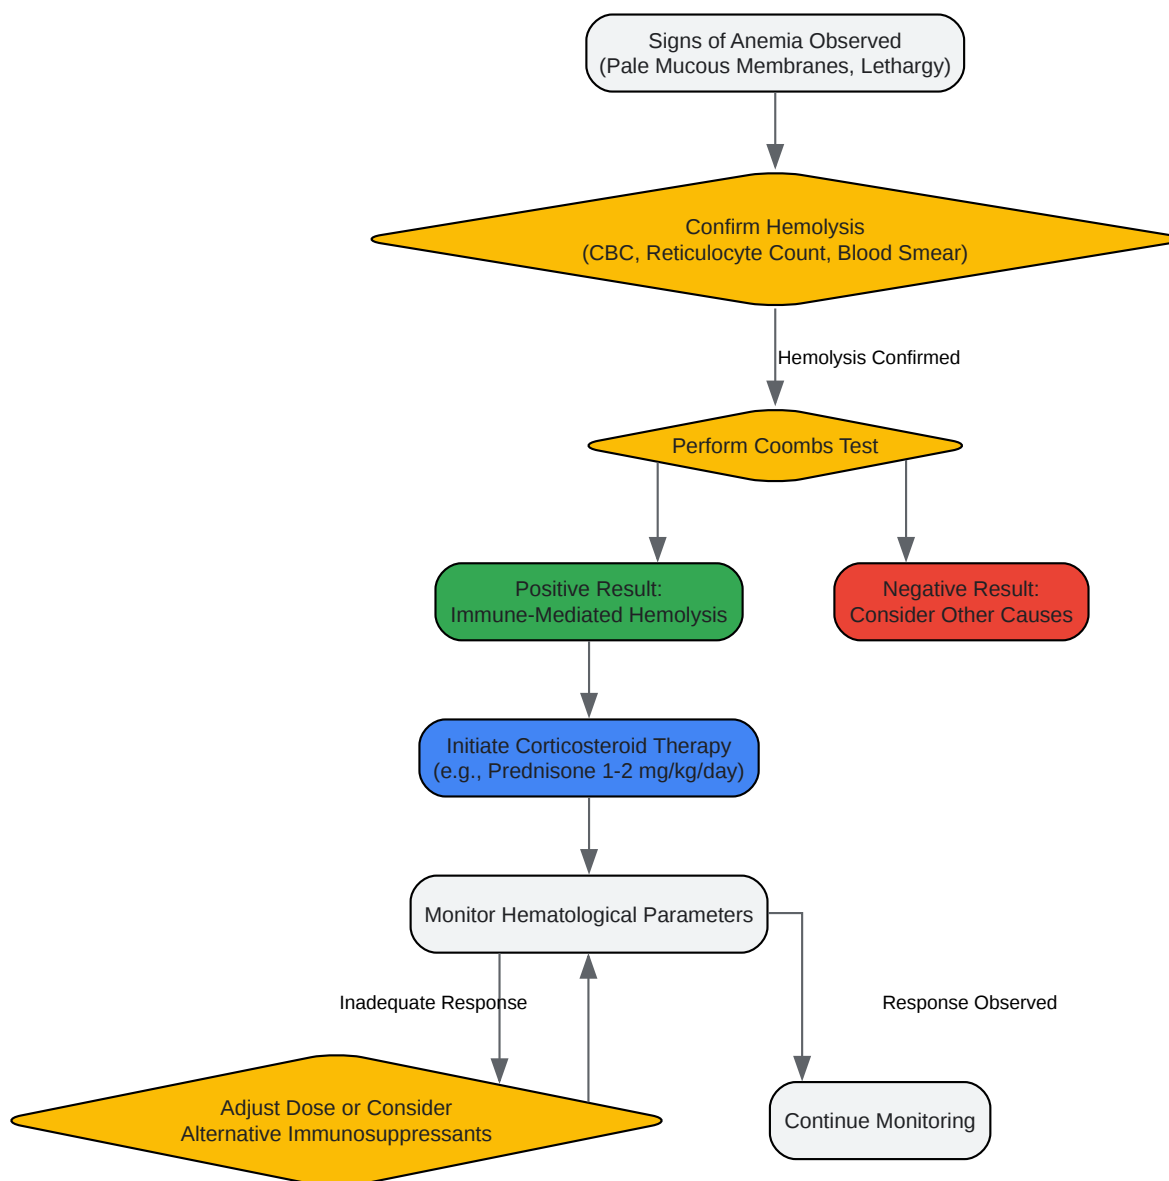 Signs of Anemia Observed
(Pale Mucous Membranes, Lethargy)
Confirm Hemolysis
(CBC, Reticulocyte Count, Blood Smear)
Hemolysis Confirmed
Perform Coombs Test
Positive Result:
Immune-Mediated Hemolysis
Negative Result:
Consider Other Causes
Initiate Corticosteroid Therapy
(e.g., Prednisone 1-2 mg/kg/day)
Monitor Hematological Parameters
Inadequate Response
Response Observed
Adjust Dose or Consider
Alternative Immunosuppressants
Continue Monitoring